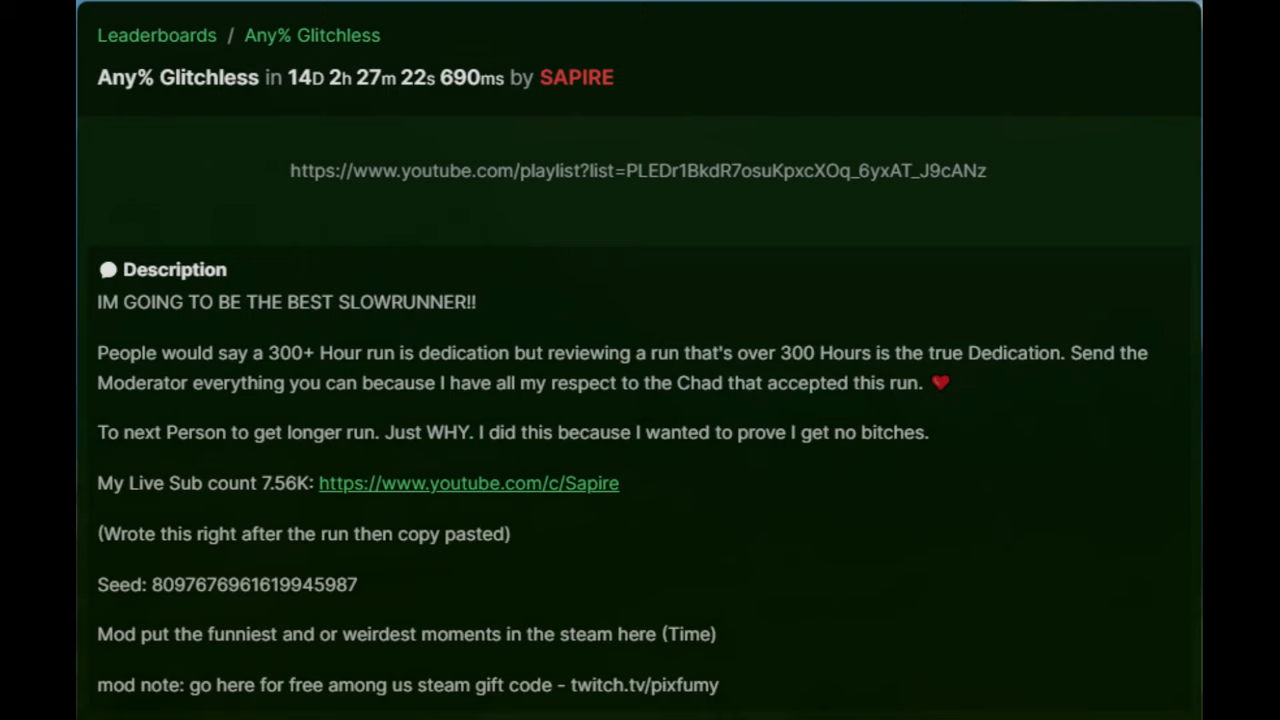 Leaderboards / Any% Glitchless
Any% Glitchless in 14D 2h 27m 22s 690ms by SAPIRE
https://www.youtube.com/playlist?list=PLEDr1BkdR7osuKpxcXOq_6yxAT_J9cANz
Description
IM GOING TO BE THE BEST SLOWRUNNER!!
People would say a 300+ Hour run is dedication but reviewing a run that's over 300 Hours is the true Dedication. Send the
Moderator everything you can because I have all my respect to the Chad that accepted this run. ❤
To next Person to get longer run. Just WHY. I did this because I wanted to prove I get no bitches.
My Live Sub count 7.56K: https://www.youtube.com/c/Sapire
(Wrote this right after the run then copy pasted)
Seed: 8097676961619945987
Mod put the funniest and or weirdest moments in the steam here (Time)
mod note: go here for free among us steam gift code - twitch.tv/pixfumy